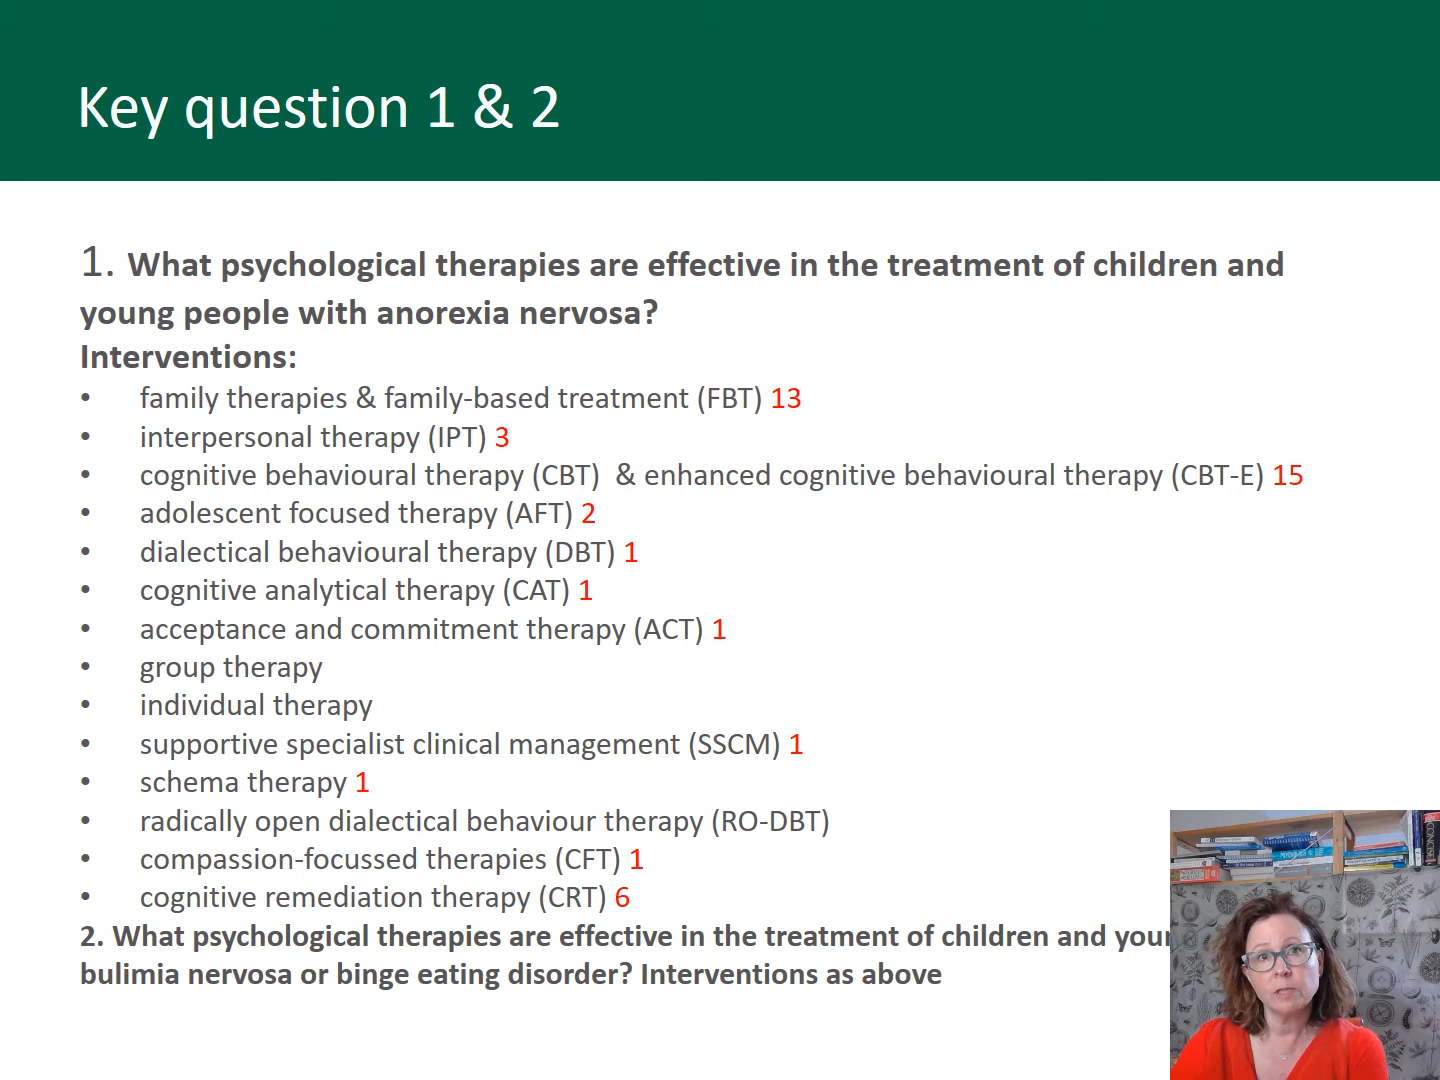 Key question 1 & 2
1. What psychological therapies are effective in the treatment of children and
young people with anorexia nervosa?
Interventions:
• family therapies & family-based treatment (FBT) 13
• interpersonal therapy (IPT) 3
• cognitive behavioural therapy (CBT)  & enhanced cognitive behavioural therapy (CBT-E) 15
• adolescent focused therapy (AFT) 2
• dialectical behavioural therapy (DBT) 1
• cognitive analytical therapy (CAT) 1
• acceptance and commitment therapy (ACT) 1
• group therapy
• individual therapy
• supportive specialist clinical management (SSCM) 1
• schema therapy 1
• radically open dialectical behaviour therapy (RO-DBT)
• compassion-focussed therapies (CFT) 1
• cognitive remediation therapy (CRT) 6
2. What psychological therapies are effective in the treatment of children and
bulimia nervosa or binge eating disorder? Interventions as above
CONCISE